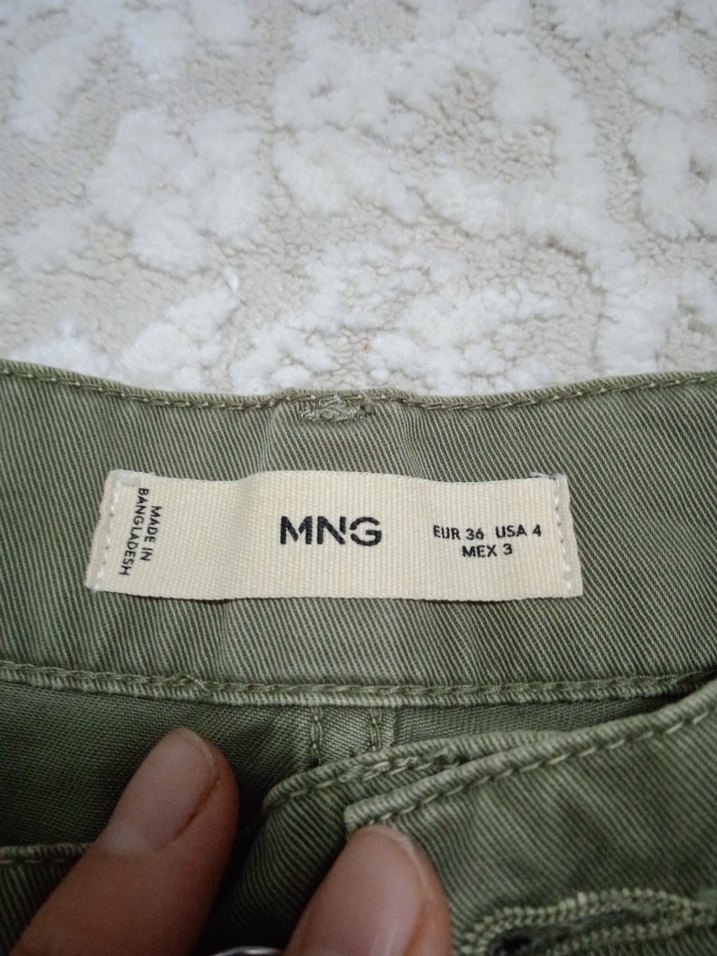 MADE IN
BANGLADESH
MNG
EUR 36 USA 4
MEX 3